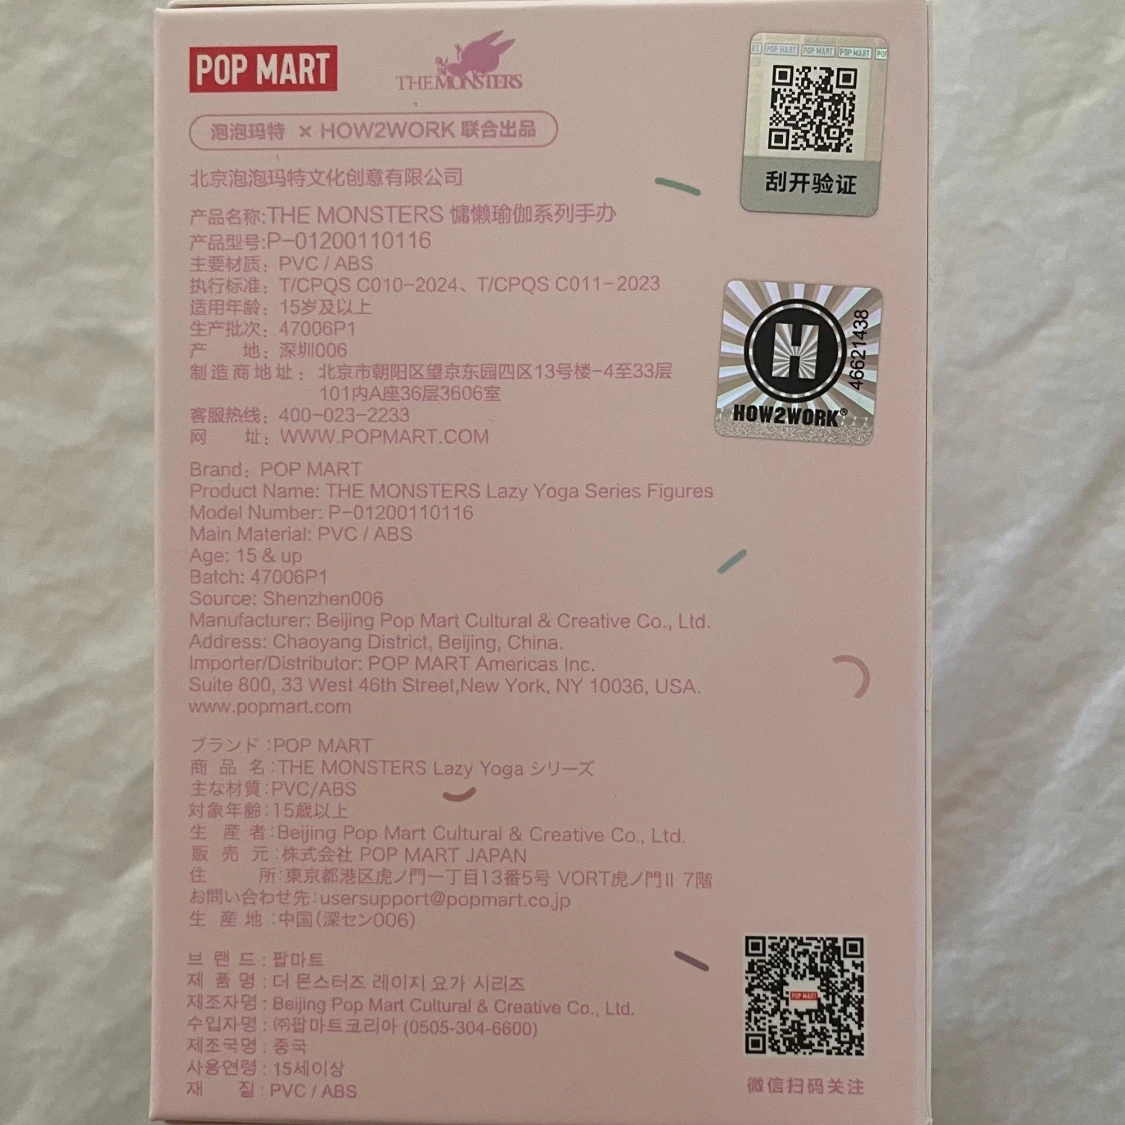 POP MART
THE MONSTERS
泡泡玛特 × HOW2WORK 联合出品
北京泡泡玛特文化创意有限公司
产品名称:THE MONSTERS 慵懒瑜伽系列手办
产品型号:P-01200110116
主要材质：PVC / ABS
执行标准：T/CPQS C010-2024、T/CPQS C011-2023
适用年龄：15岁及以上
生产批次：47006P1
产 地：深圳006
制造商地址：北京市朝阳区望京东园四区13号楼-4至33层
101内A座36层3606室
客服热线：400-023-2233
网 址：WWW.POPMART.COM
Brand：POP MART
Product Name: THE MONSTERS Lazy Yoga Series Figures
Model Number: P-01200110116
Main Material: PVC / ABS
Age: 15 & up
Batch: 47006P1
Source: Shenzhen006
Manufacturer: Beijing Pop Mart Cultural & Creative Co., Ltd.
Address: Chaoyang District, Beijing, China.
Importer/Distributor: POP MART Americas Inc.
Suite 800, 33 West 46th Street,New York, NY 10036, USA.
www.popmart.com
ブランド:POP MART
商 品 名:THE MONSTERS Lazy Yoga シリーズ
主な材質:PVC/ABS
対象年齢:15歳以上
生 産 者:Beijing Pop Mart Cultural & Creative Co., Ltd.
販 売 元:株式会社 POP MART JAPAN
住 所:東京都港区虎ノ門一丁目13番5号 VORT虎ノ門II 7階
お問い合わせ先:usersupport@popmart.co.jp
生 産 地:中国(深セン006)
브 랜 드 : 팝마트
제 품 명 : 더 몬스터즈 레이지 요가 시리즈
제조자명 : Beijing Pop Mart Cultural & Creative Co., Ltd.
수입자명 : ㈜팝마트코리아 (0505-304-6600)
제조국명 : 중국
사용연령 : 15세이상
재 질 : PVC / ABS
POP MART POP MART POP MART
刮开验证
H
46621438
HOW2WORK®
POP MART
微信扫码关注